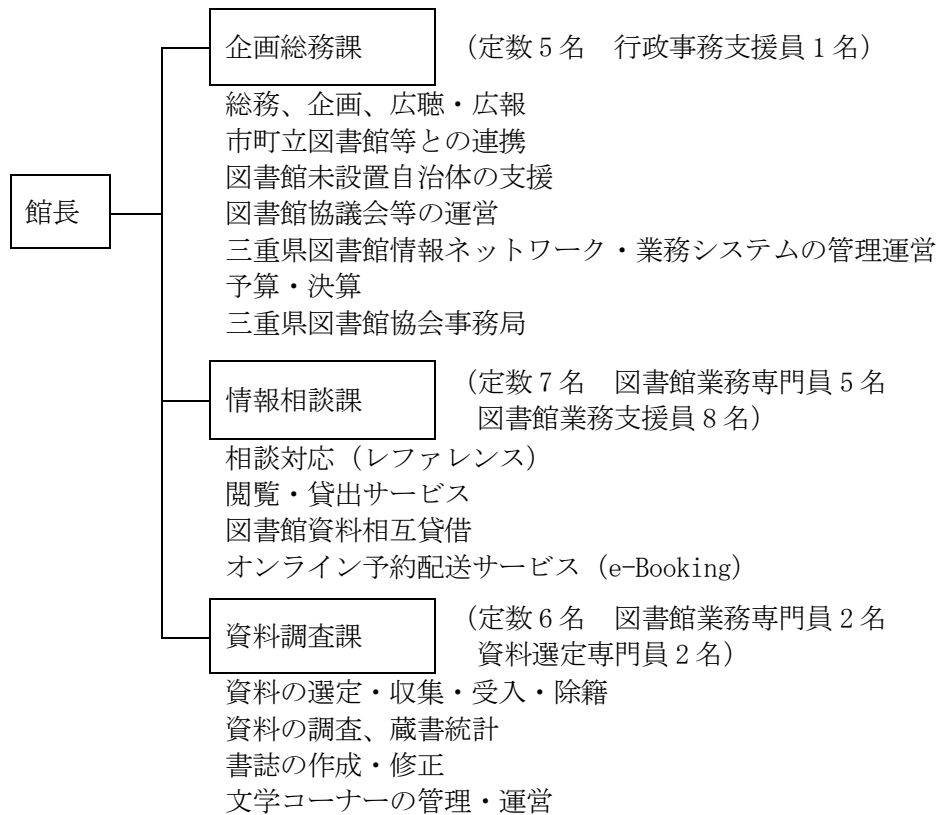 企画総務課 （定数５名 行政事務支援員１名）
総務、企画、広聴・広報
市町立図書館等との連携
図書館未設置自治体の支援
館長
図書館協議会等の運営
三重県図書館情報ネットワーク・業務システムの管理運営
予算・決算
三重県図書館協会事務局
情報相談課 （定数７名 図書館業務専門員５名
図書館業務支援員８名）
相談対応（レファレンス）
閲覧・貸出サービス
図書館資料相互貸借
オンライン予約配送サービス（e-Booking）
資料調査課 （定数６名 図書館業務専門員２名
資料選定専門員２名）
資料の選定・収集・受入・除籍
資料の調査、蔵書統計
書誌の作成・修正
文学コーナーの管理・運営